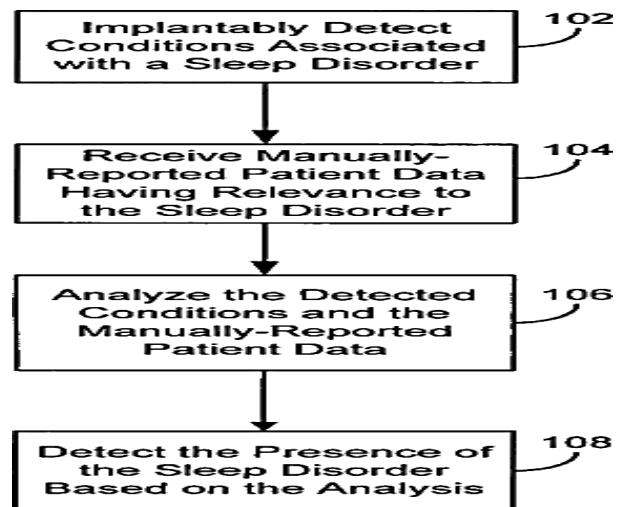 Implantably Detect
Conditions Associated
with a Sleep Disorder
102
Receive Manually-
Reported Patient Data
Having Relevance to
the Sleep Disorder
104
Analyze the Detected
Conditions and the
Manually-Reported
Patient Data
106
Detect the Presence of
the Sleep Disorder
Based on the Analysis
108